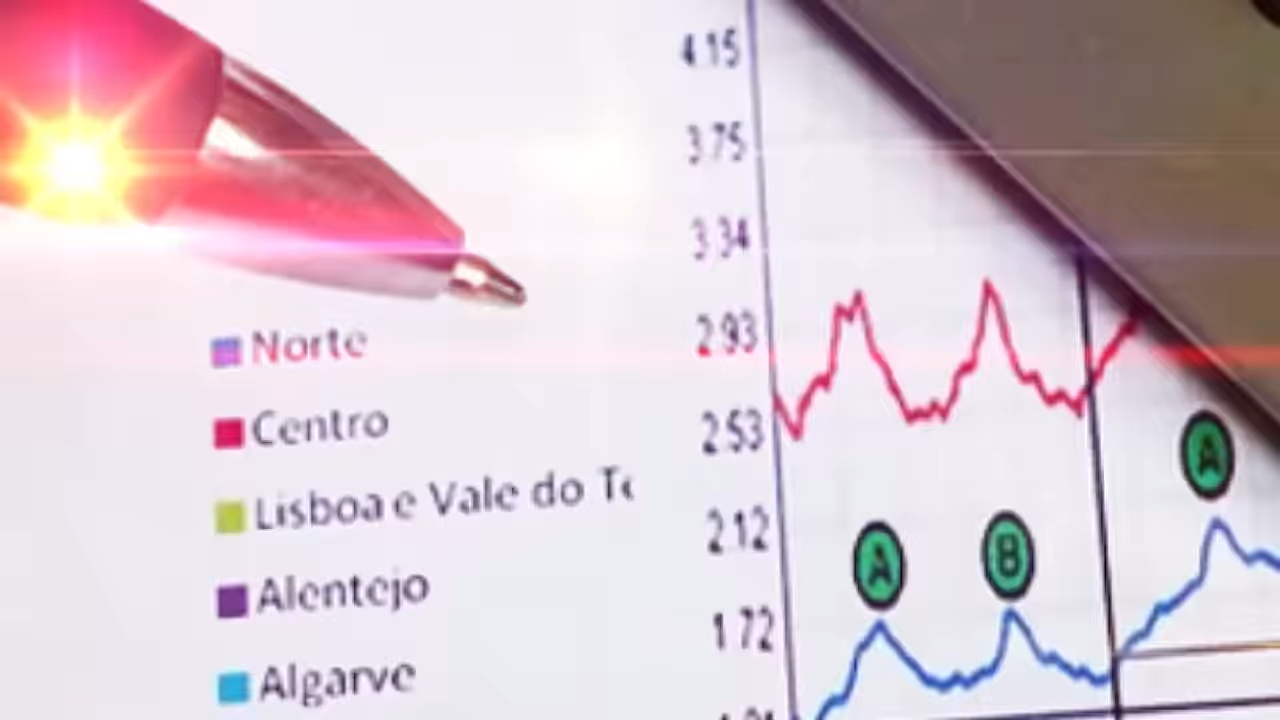 Norte
Centro
Lisboa e Vale do
Alentejo
Algarve
4.15
3.75
3.34
2.93
2.53
2.12
1.72
A
B
A